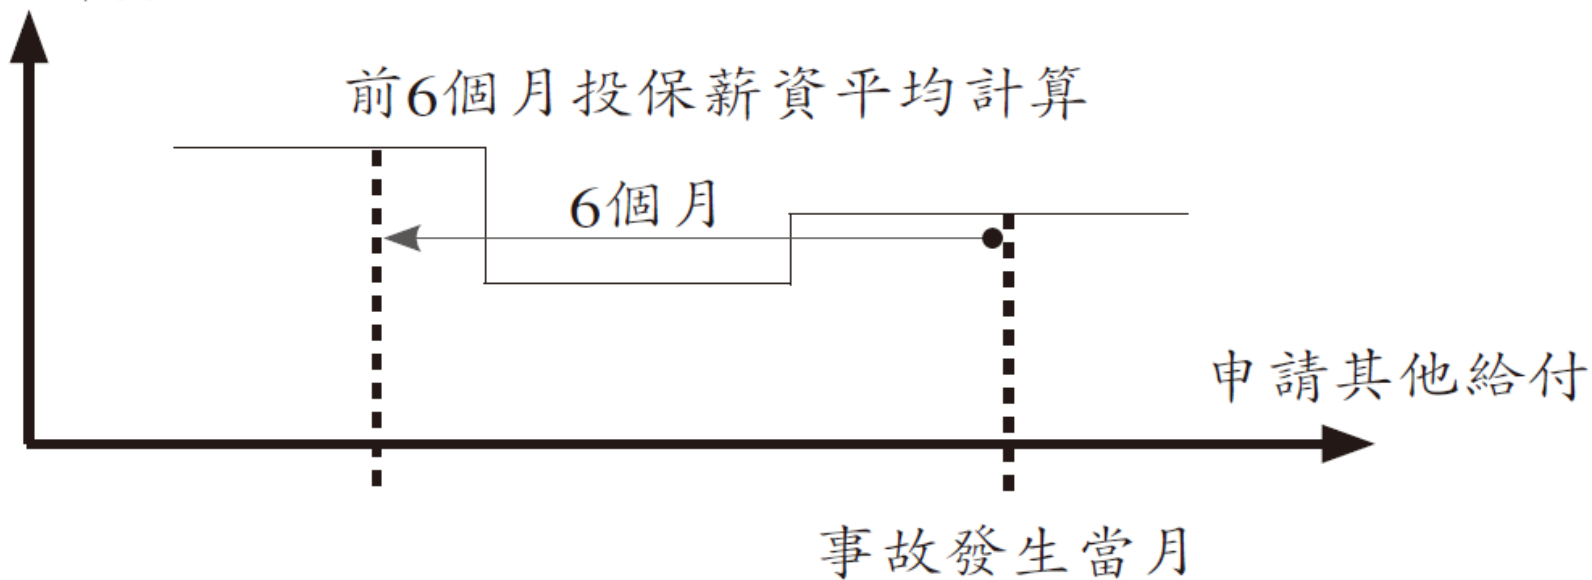 前6個月投保薪資平均計算
6個月
申請其他給付
事故發生當月